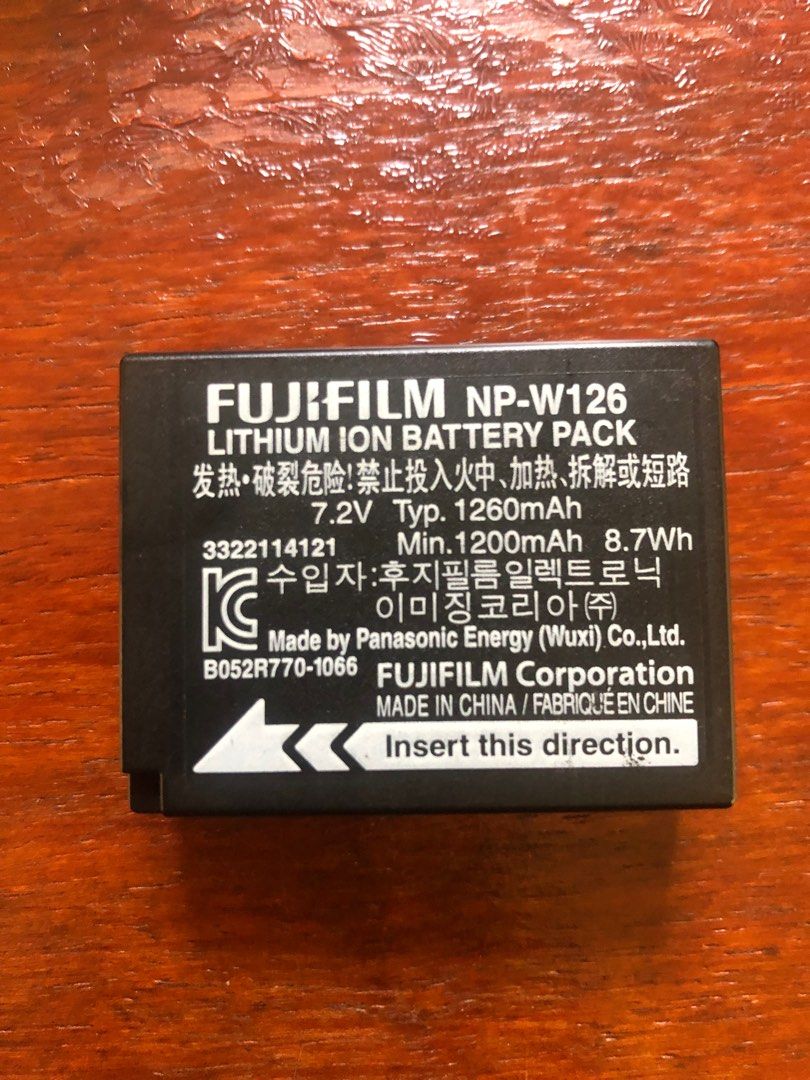 FUJIFILM NP-W126
LITHIUM ION BATTERY PACK
发热•破裂危险!禁止投入火中、加热、拆解或短路
7.2V Typ. 1260mAh
3322114121 Min.1200mAh 8.7Wh
수입자:후지필름일렉트로닉
이미징코리아㈜
Made by Panasonic Energy (Wuxi) Co.,Ltd.
B052R770-1066 FUJIFILM Corporation
MADE IN CHINA / FABRIQUÉ EN CHINE
Insert this direction.